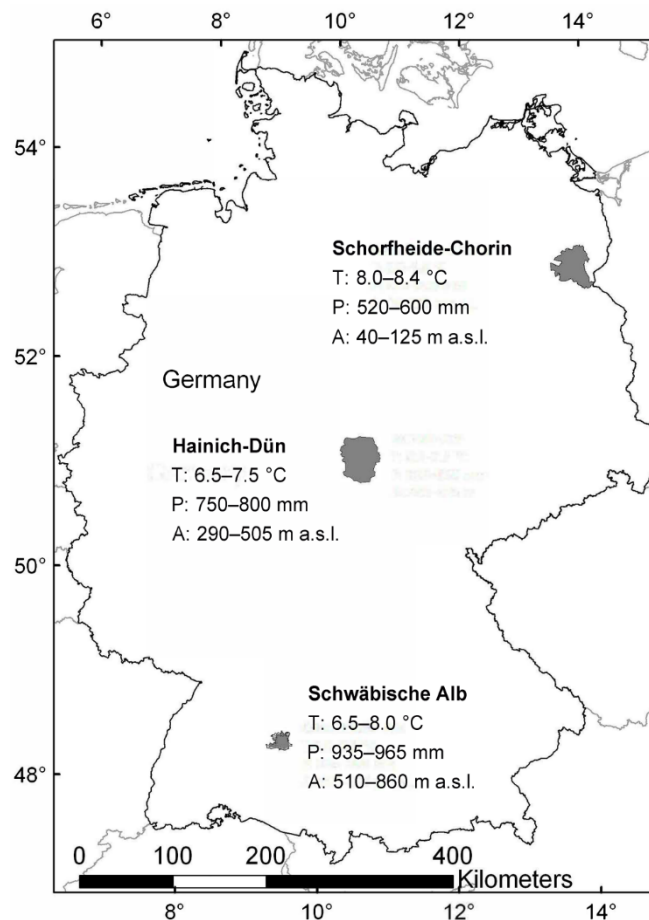 6° 8° 10° 12° 14°
54°
Schorfheide-Chorin
T: 8.0–8.4 °C
P: 520–600 mm
A: 40–125 m a.s.l.
52°
Germany
Hainich-Dün
T: 6.5–7.5 °C
P: 750–800 mm
A: 290–505 m a.s.l.
50°
Schwäbische Alb
T: 6.5–8.0 °C
P: 935–965 mm
A: 510–860 m a.s.l.
48°
0 100 200 400
Kilometers
8° 10° 12° 14°